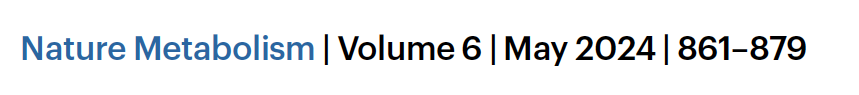 Nature Metabolism | Volume 6 | May 2024 | 861–879